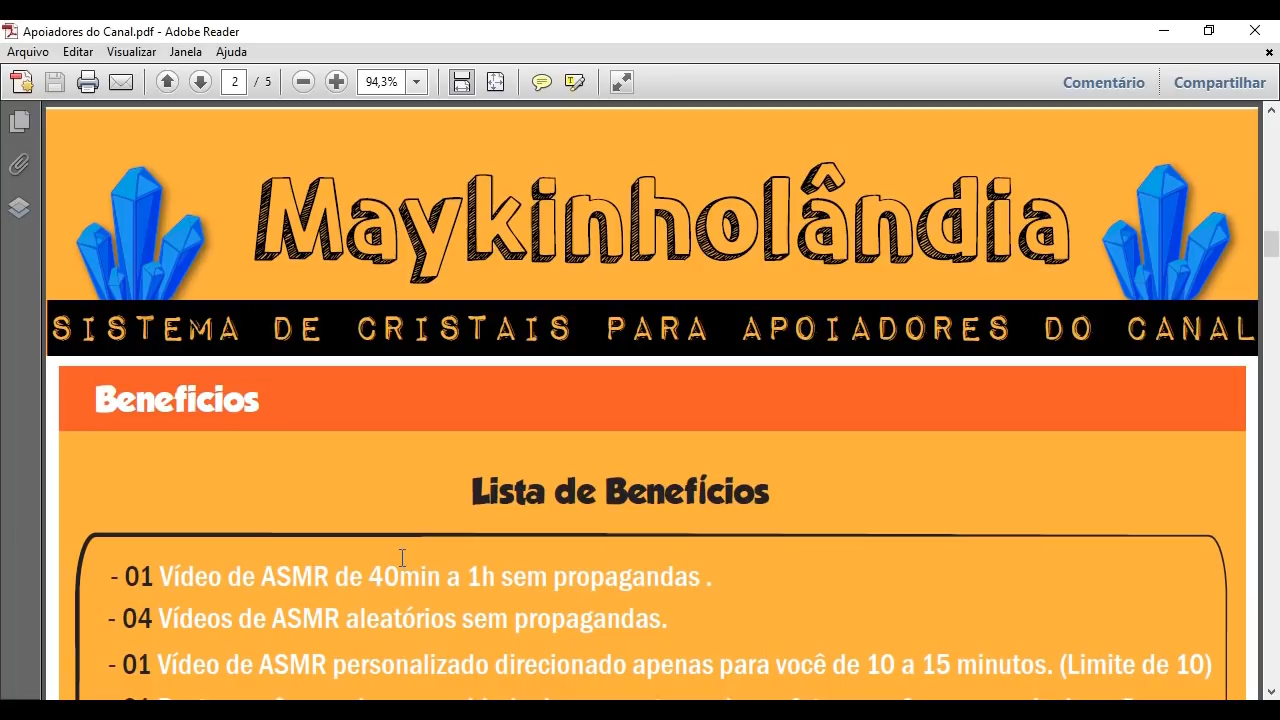 Apoiadores do Canal.pdf - Adobe Reader
Arquivo Editar Visualizar Janela Ajuda
2 / 5 94,3% Comentário Compartilhar
Maykinholândia
SISTEMA DE CRISTAIS PARA APOIADORES DO CANAL
Beneficios
Lista de Benefícios
- 01 Vídeo de ASMR de 40min a 1h sem propagandas .
- 04 Vídeos de ASMR aleatórios sem propagandas.
- 01 Vídeo de ASMR personalizado direcionado apenas para você de 10 a 15 minutos. (Limite de 10)